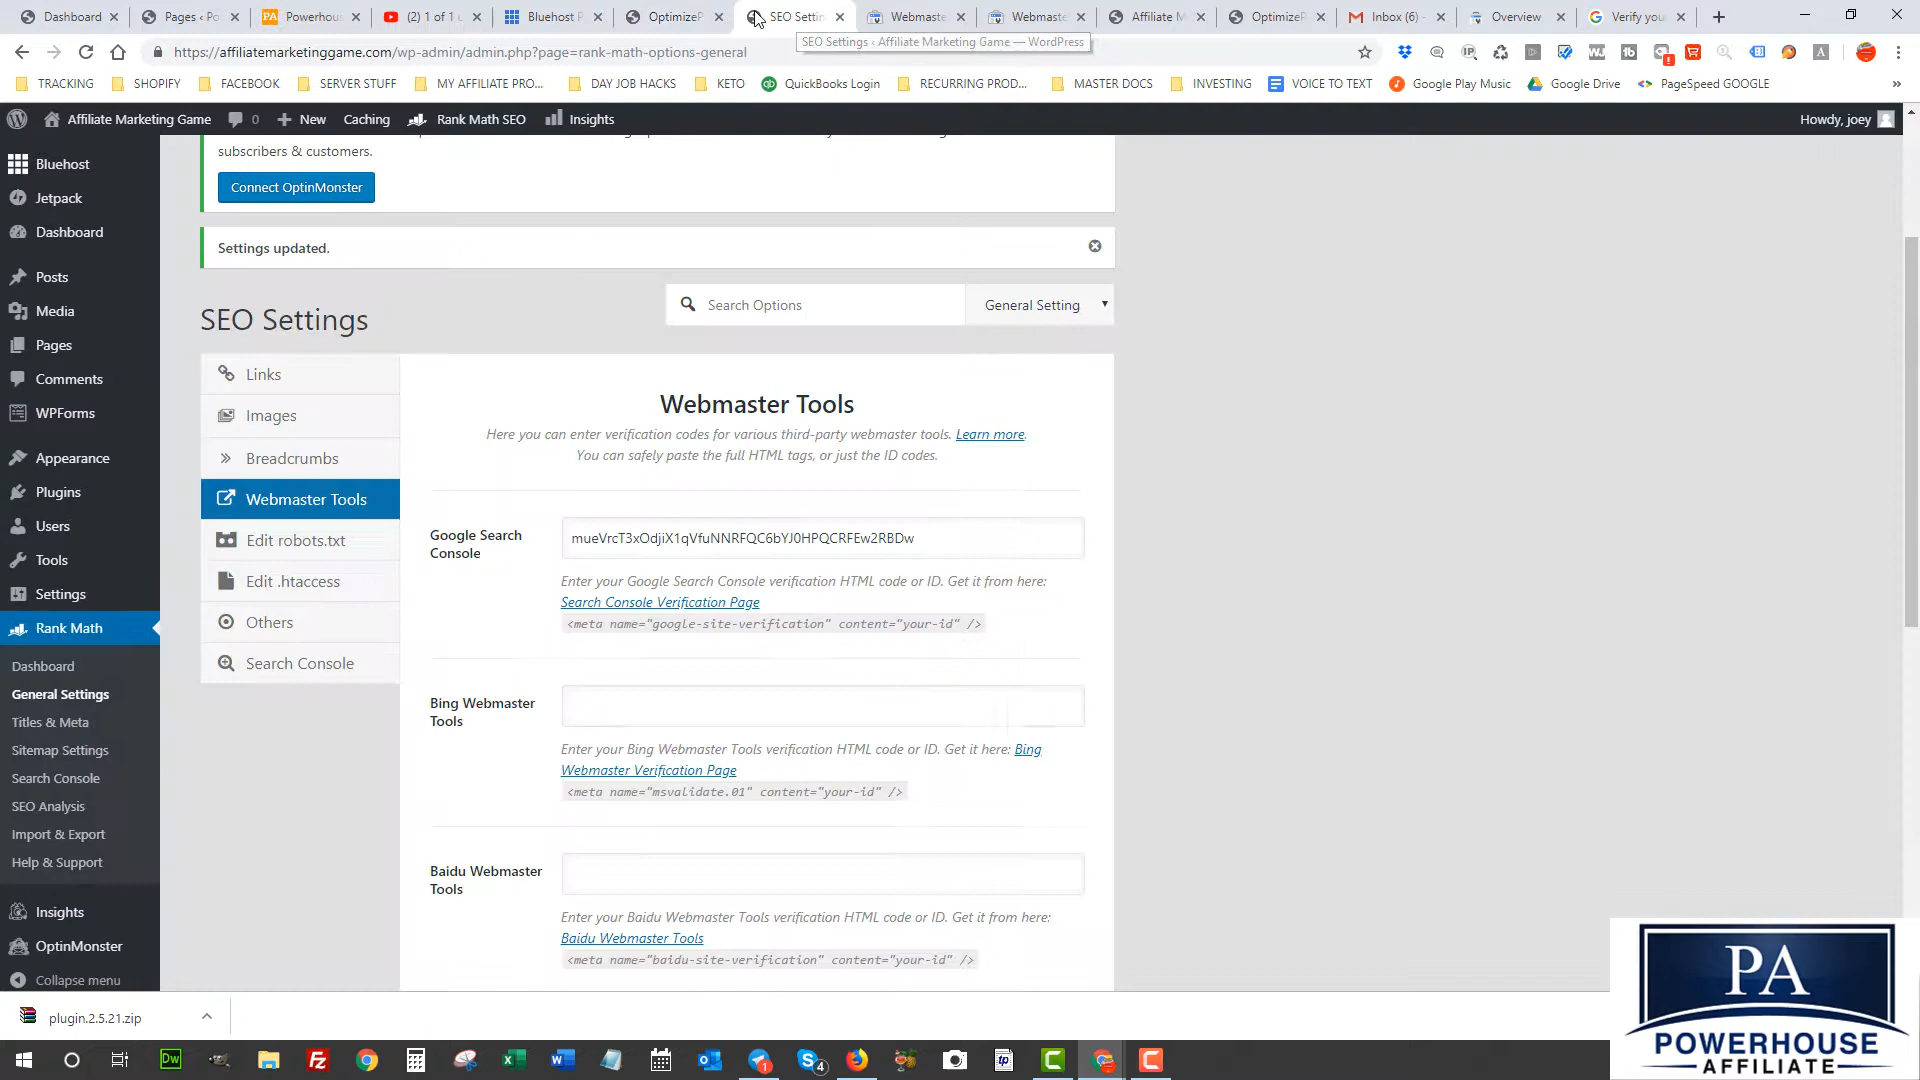 Dashboard
Pages ‹ Po
Powerhous
(2) 1 of 1 u
Bluehost P
OptimizeP
SEO Settin
Webmaste
Webmaste
Affiliate M
OptimizeP
Inbox (6) -
Overview
Verify you
SEO Settings ‹ Affiliate Marketing Game — WordPress
https://affiliatemarketinggame.com/wp-admin/admin.php?page=rank-math-options-general
TRACKING
SHOPIFY
FACEBOOK
SERVER STUFF
MY AFFILIATE PRO...
DAY JOB HACKS
KETO
QuickBooks Login
RECURRING PROD...
MASTER DOCS
INVESTING
VOICE TO TEXT
Google Play Music
Google Drive
PageSpeed GOOGLE
»
Affiliate Marketing Game
0
New
Caching
Rank Math SEO
Insights
Howdy, joey
Bluehost
Jetpack
Dashboard
Posts
Media
Pages
Comments
WPForms
Appearance
Plugins
Users
Tools
Settings
Rank Math
Dashboard
General Settings
Titles & Meta
Sitemap Settings
Search Console
SEO Analysis
Import & Export
Help & Support
Insights
OptinMonster
Collapse menu
subscribers & customers.
Connect OptinMonster
Settings updated.
SEO Settings
Search Options
General Setting
Links
Images
Breadcrumbs
Webmaster Tools
Edit robots.txt
Edit .htaccess
Others
Search Console
Webmaster Tools
Here you can enter verification codes for various third-party webmaster tools. Learn more.
You can safely paste the full HTML tags, or just the ID codes.
Google Search
Console
mueVrcT3xOdjiX1qVfuNNRFQC6bYJ0HPQCRFEw2RBDw
Enter your Google Search Console verification HTML code or ID. Get it from here:
Search Console Verification Page
<meta name="google-site-verification" content="your-id" />
Bing Webmaster
Tools
Enter your Bing Webmaster Tools verification HTML code or ID. Get it here: Bing
Webmaster Verification Page
<meta name="msvalidate.01" content="your-id" />
Baidu Webmaster
Tools
Enter your Baidu Webmaster Tools verification HTML code or ID. Get it from here:
Baidu Webmaster Tools
<meta name="baidu-site-verification" content="your-id" />
plugin.2.5.21.zip
PA
POWERHOUSE
AFFILIATE